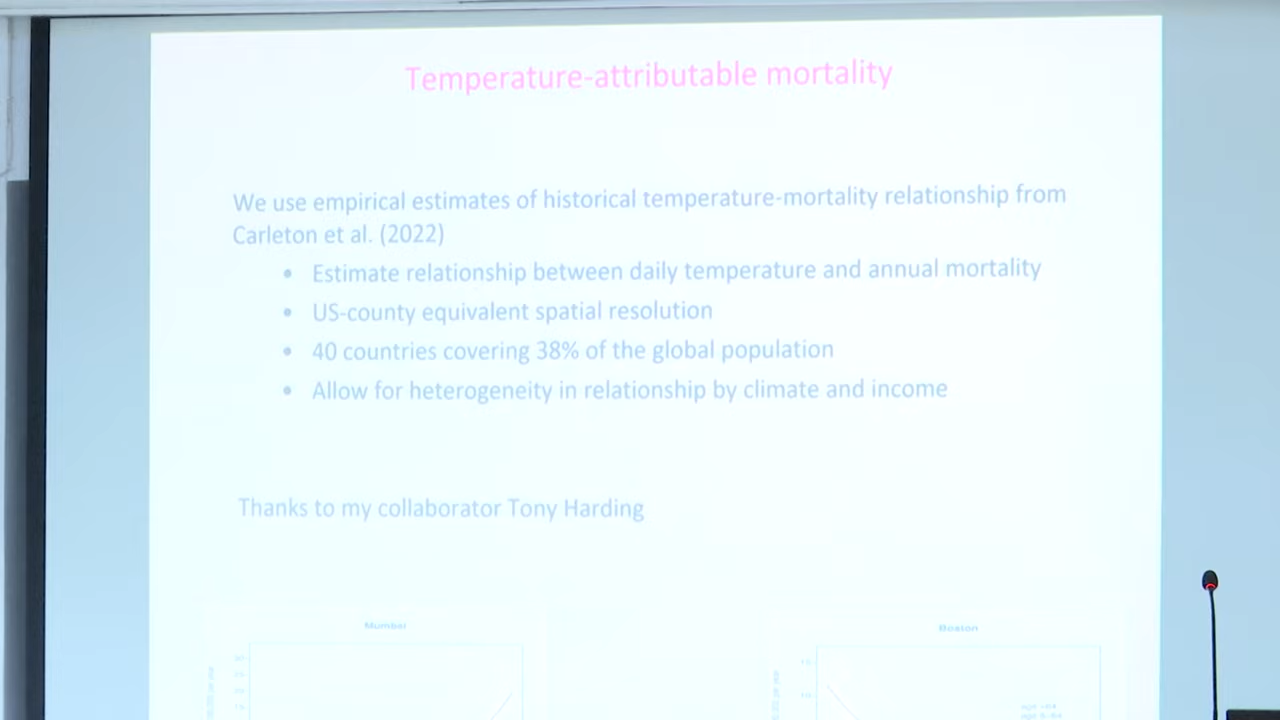 Temperature-attributable mortality
We use empirical estimates of historical temperature-mortality relationship from
Carleton et al. (2022)
• Estimate relationship between daily temperature and annual mortality
• US-county equivalent spatial resolution
• 40 countries covering 38% of the global population
• Allow for heterogeneity in relationship by climate and income
Thanks to my collaborator Tony Harding
Mumbai
Boston